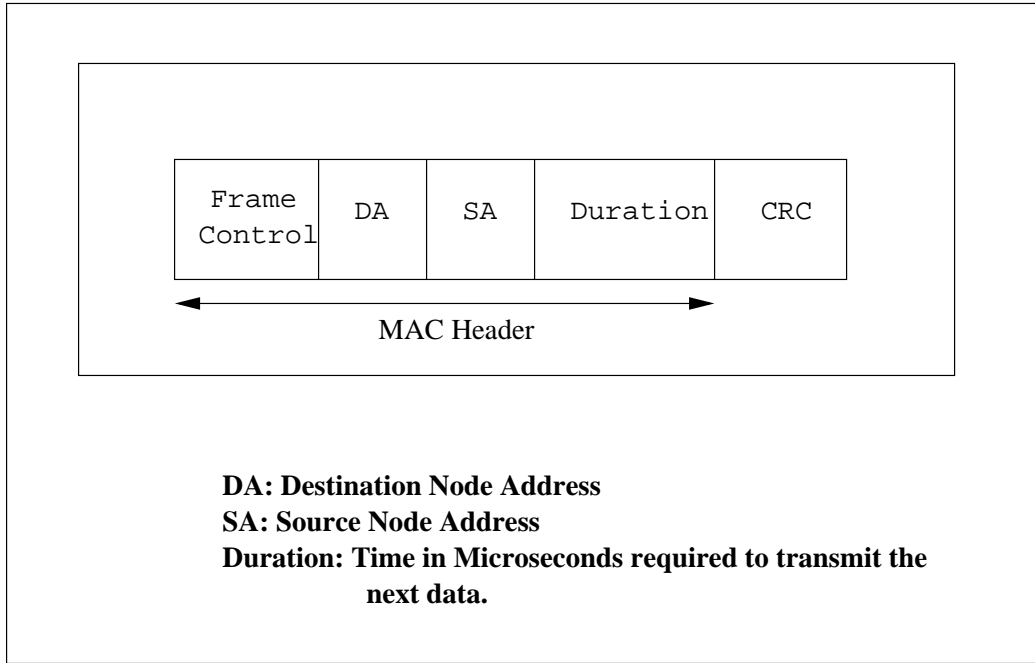 Frame
Control
DA
SA
Duration
CRC
MAC Header
DA: Destination Node Address
SA: Source Node Address
Duration: Time in Microseconds required to transmit the
next data.